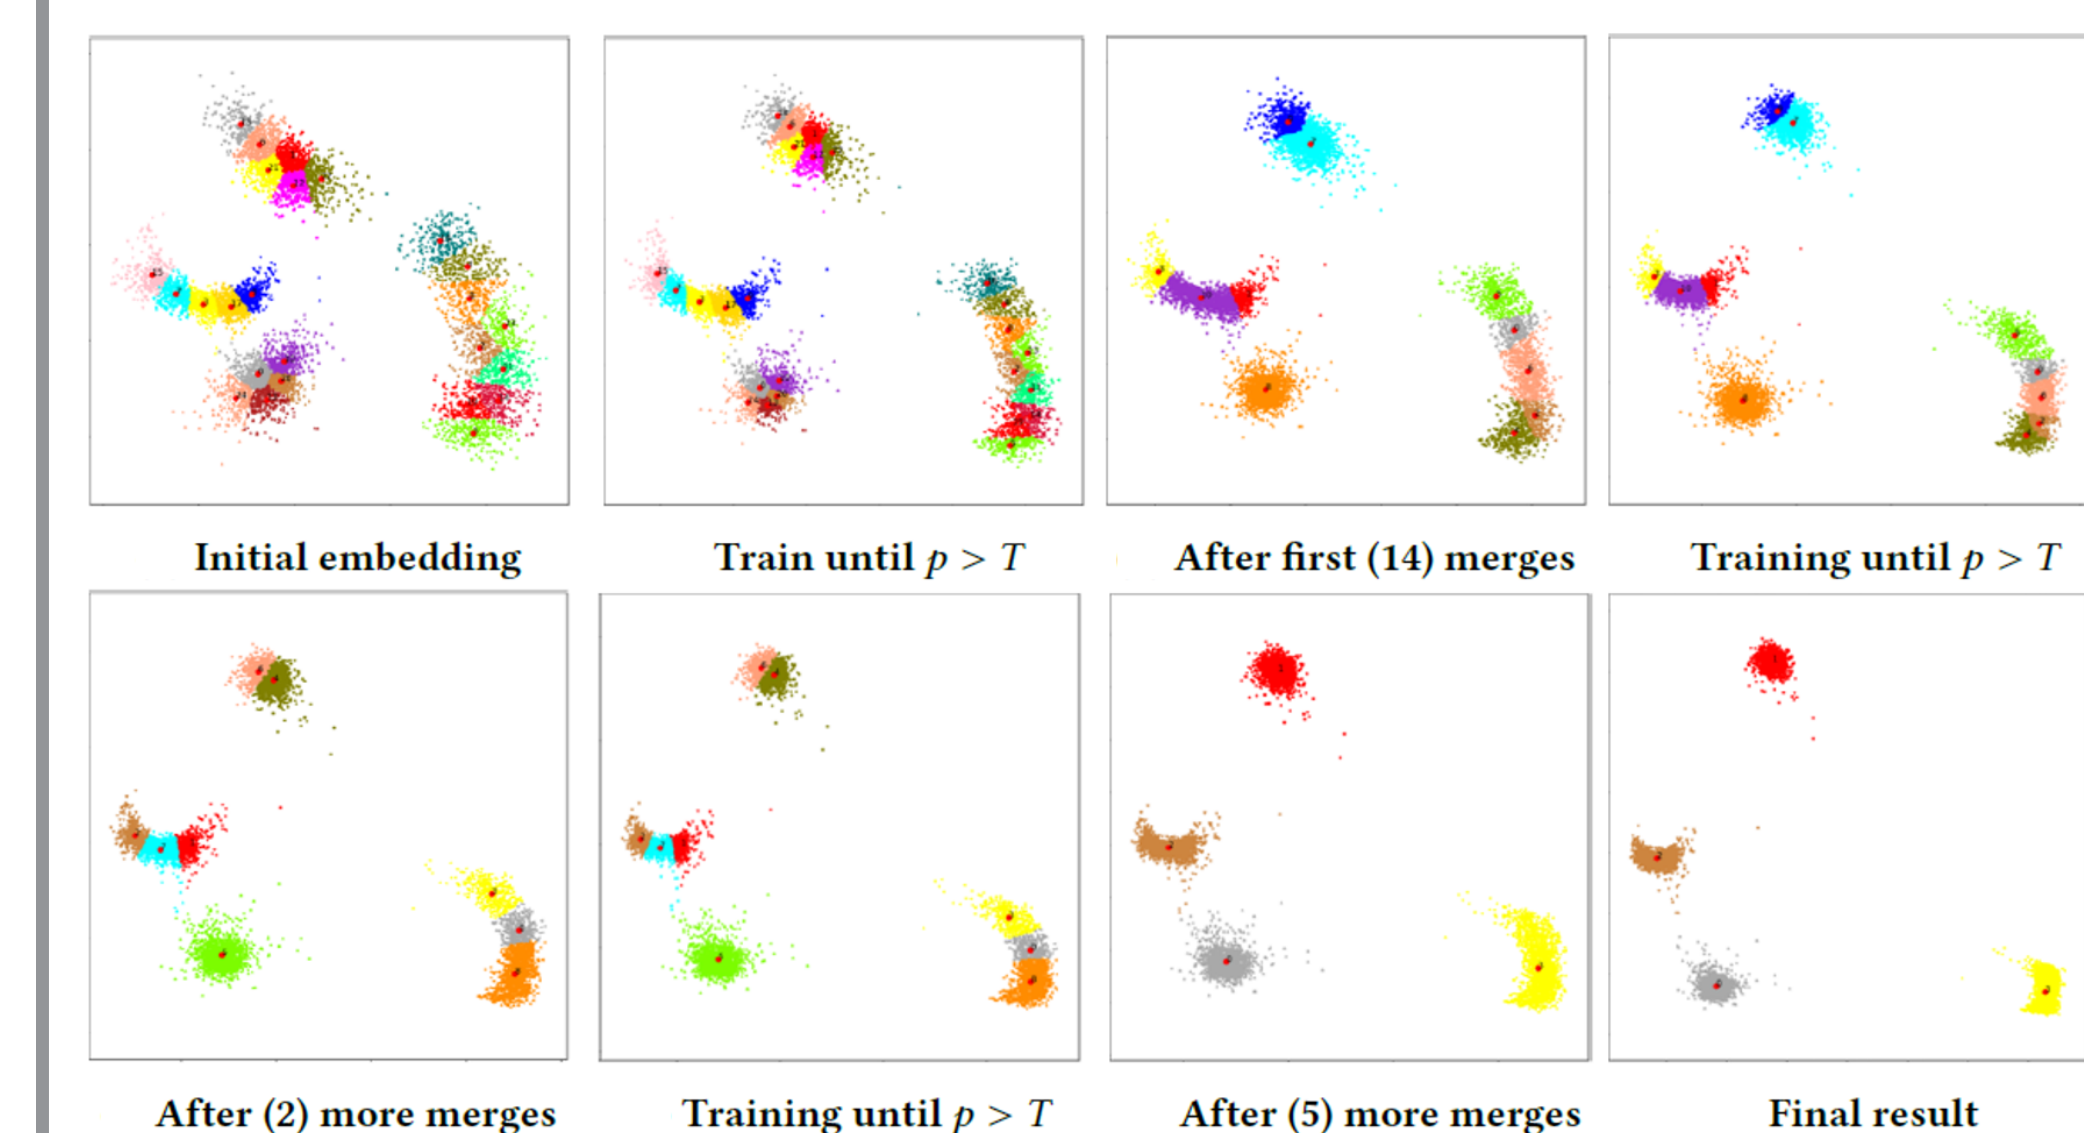 Initial embedding
Train until p > T
After first (14) merges
Training until p > T
After (2) more merges
Training until p > T
After (5) more merges
Final result